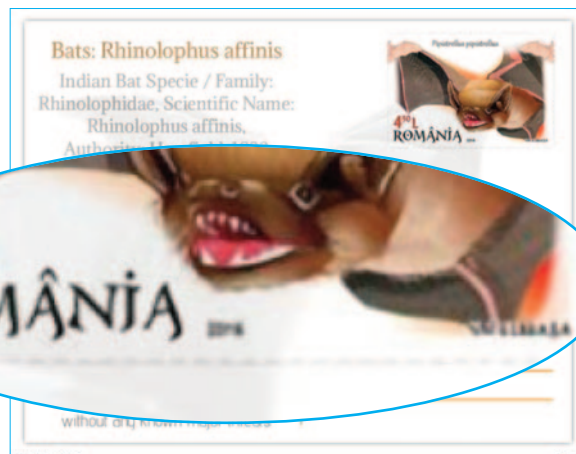 Bats: Rhinolophus affinis
Indian Bat Specie / Family:
Rhinolophidae, Scientific Name:
Rhinolophus affinis,
Pipistrellus pipistrellus
4⁵⁰ L
ROMÂNIA
MÂNIA 2016
without any known major threats